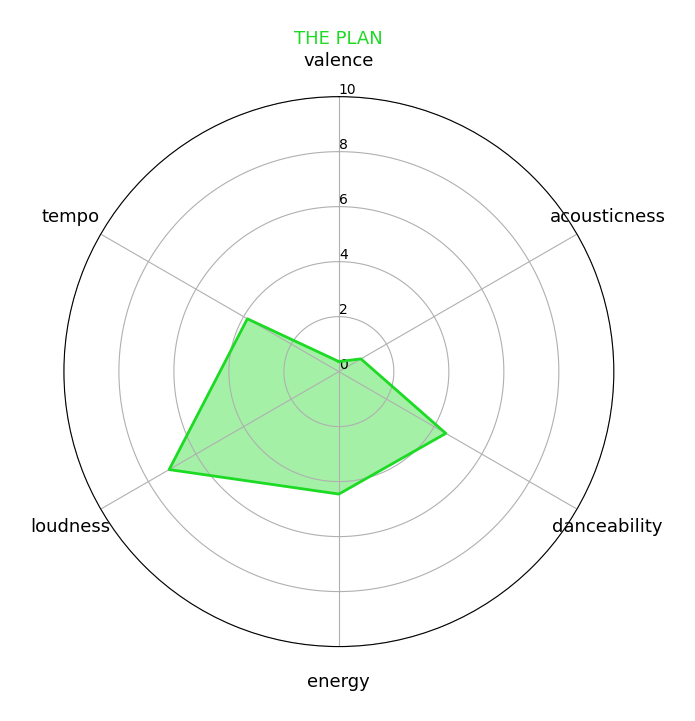 THE PLAN
valence
10
8
tempo
acousticness
6
4
2
0
loudness
danceability
energy